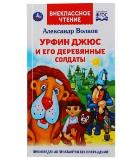 ВНЕКЛАССНОЕ ЧТЕНИЕ
Александр Волков
УРФИН ДЖЮС
И ЕГО ДЕРЕВЯННЫЕ
СОЛДАТЫ